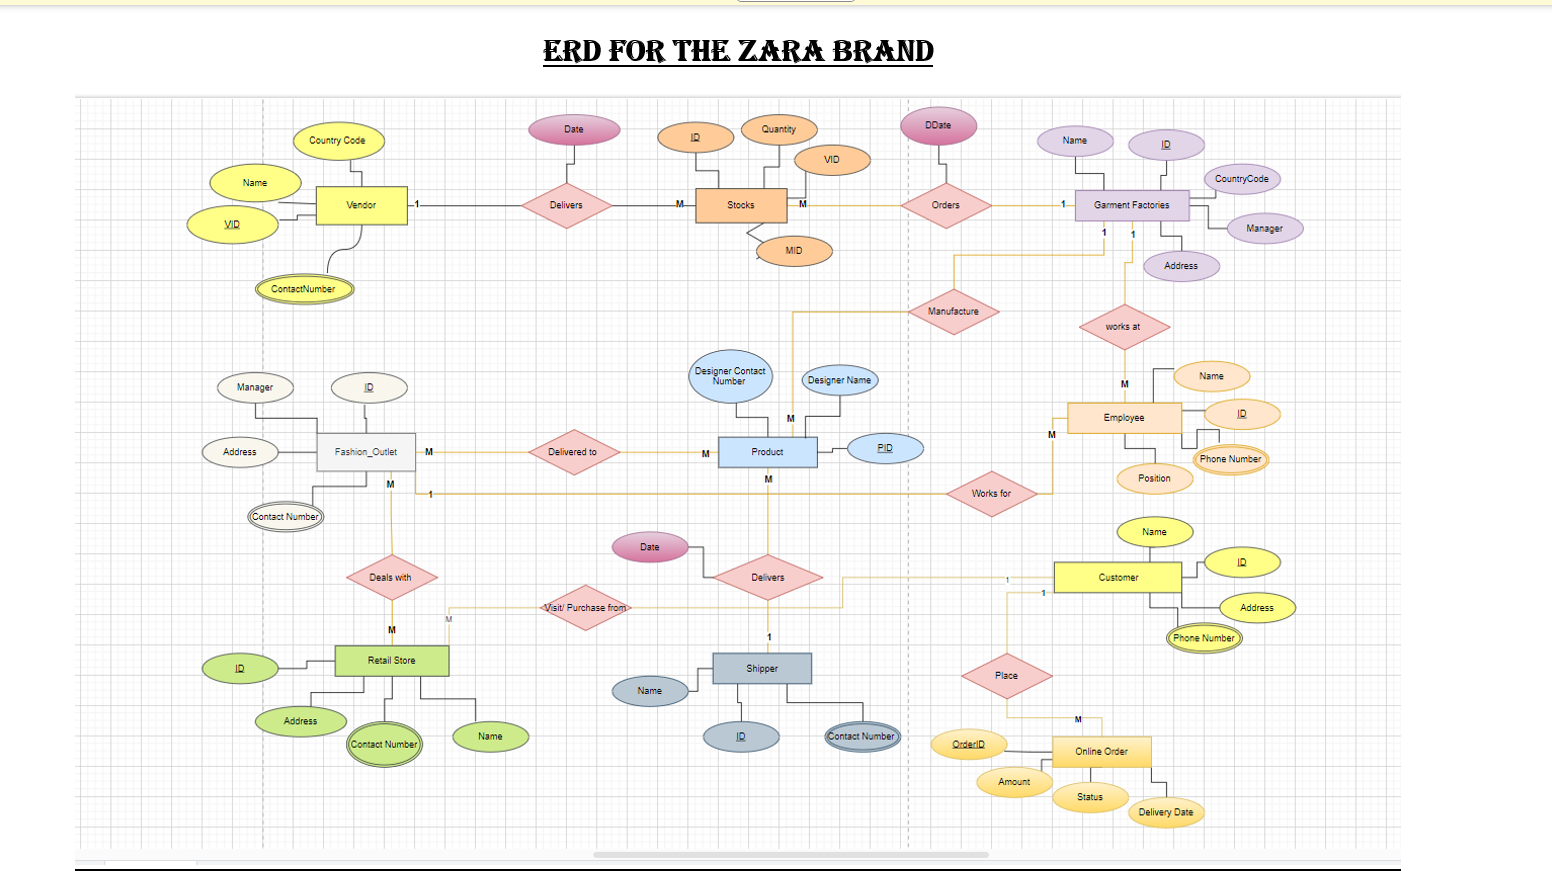 ERD FOR THE ZARA BRAND
Country Code
Name
VID
Vendor
ContactNumber
1
Date
Delivers
M
ID
Quantity
VID
Stocks
MID
M
DDate
Orders
1
Name
ID
CountryCode
Garment Factories
Manager
Address
1
1
Manufacture
works at
M
M
Manager
ID
Address
Fashion_Outlet
Contact Number
M
Delivered to
M
Designer Contact
Number
Designer Name
Product
PID
M
Name
Employee
ID
Phone Number
Position
M
Works for
1
M
Deals with
M
Date
Delivers
1
Visit/ Purchase from
M
1
Name
Customer
ID
Address
Phone Number
1
Place
M
Retail Store
ID
Address
Contact Number
Name
Shipper
Name
ID
Contact Number
OrderID
Online Order
Amount
Status
Delivery Date